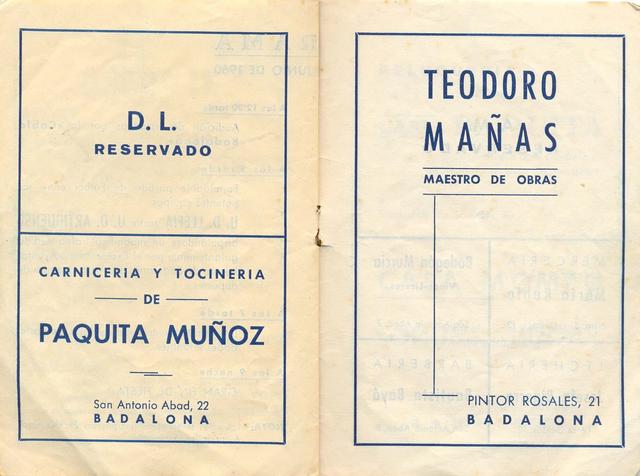 D. L.
RESERVADO
CARNICERIA Y TOCINERIA
DE
PAQUITA MUÑOZ
San Antonio Abad, 22
BADALONA
TEODORO
MAÑAS
MAESTRO DE OBRAS
PINTOR ROSALES, 21
BADALONA